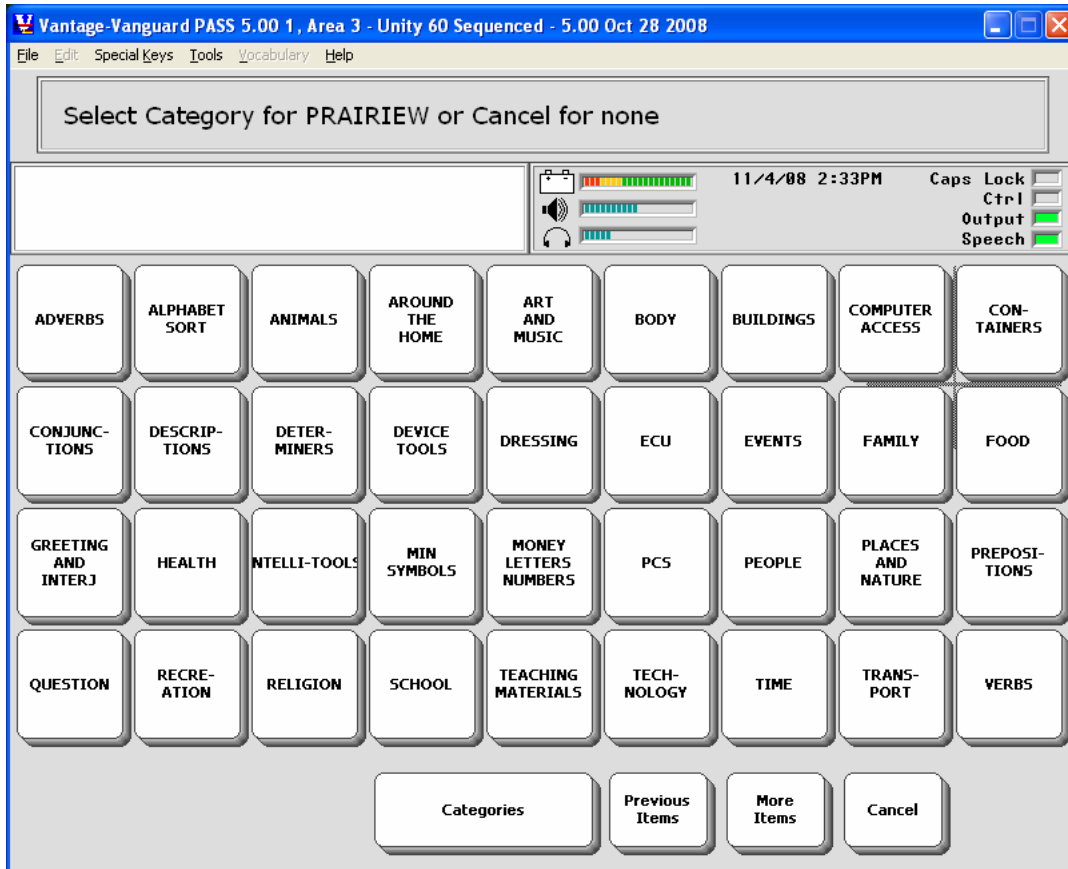 Vantage-Vanguard PASS 5.00 1, Area 3 - Unity 60 Sequenced - 5.00 Oct 28 2008
File Edit Special Keys Tools Vocabulary Help
Select Category for PRAIRIEW or Cancel for none
11/4/08 2:33PM Caps Lock
Ctrl
Output
Speech
ADVERBS
ALPHABET
SORT
ANIMALS
AROUND
THE
HOME
ART
AND
MUSIC
BODY
BUILDINGS
COMPUTER
ACCESS
CON-
TAINERS
CONJUNC-
TIONS
DESCRIP-
TIONS
DETER-
MINERS
DEVICE
TOOLS
DRESSING
ECU
EVENTS
FAMILY
FOOD
GREETING
AND
INTERJ
HEALTH
NTELLI-TOOLS
MIN
SYMBOLS
MONEY
LETTERS
NUMBERS
PCS
PEOPLE
PLACES
AND
NATURE
PREPOSI-
TIONS
QUESTION
RECRE-
ATION
RELIGION
SCHOOL
TEACHING
MATERIALS
TECH-
NOLOGY
TIME
TRANS-
PORT
VERBS
Categories
Previous
Items
More
Items
Cancel